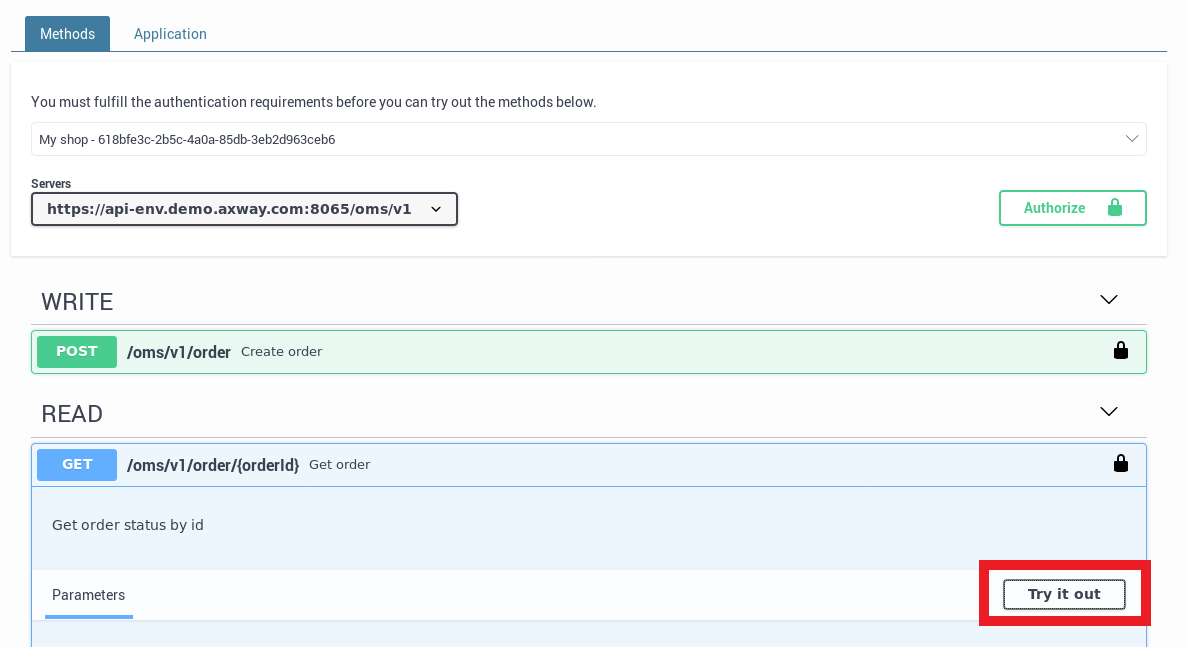 Methods
Application
You must fulfill the authentication requirements before you can try out the methods below.
My shop - 618bfe3c-2b5c-4a0a-85db-3eb2d963ceb6
Servers
https://api-env.demo.axway.com:8065/oms/v1
Authorize
WRITE
POST /oms/v1/order Create order
READ
GET /oms/v1/order/{orderId} Get order
Get order status by id
Parameters
Try it out